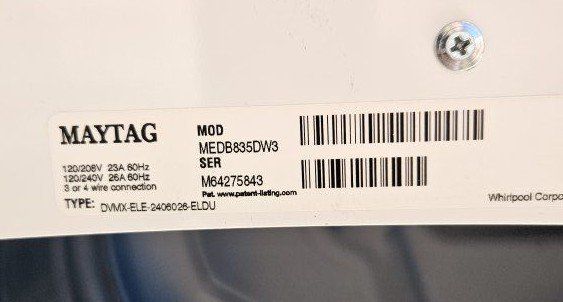 MAYTAG
120/208V 23A 60Hz
120/240V 26A 60Hz
3 or 4 wire connection
TYPE: DVMX-ELE-2406026-ELDU
MOD
MEDB835DW3
SER
M64275843
Pat. www.patent-listing.com
Whirlpool Corpo